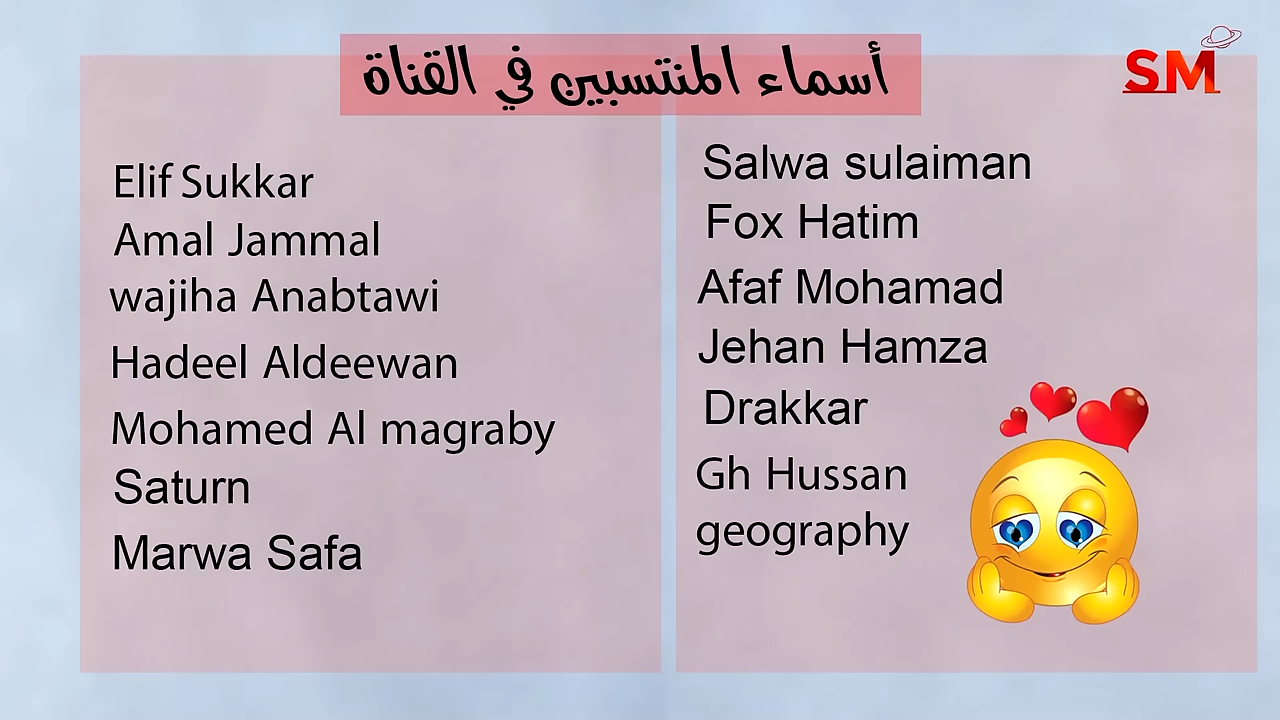 أسماء المنتسبين في القناة
SM
Elif Sukkar
Amal Jammal
wajiha Anabtawi
Hadeel Aldeewan
Mohamed Al magraby
Saturn
Marwa Safa
Salwa sulaiman
Fox Hatim
Afaf Mohamad
Jehan Hamza
Drakkar
Gh Hussan
geography